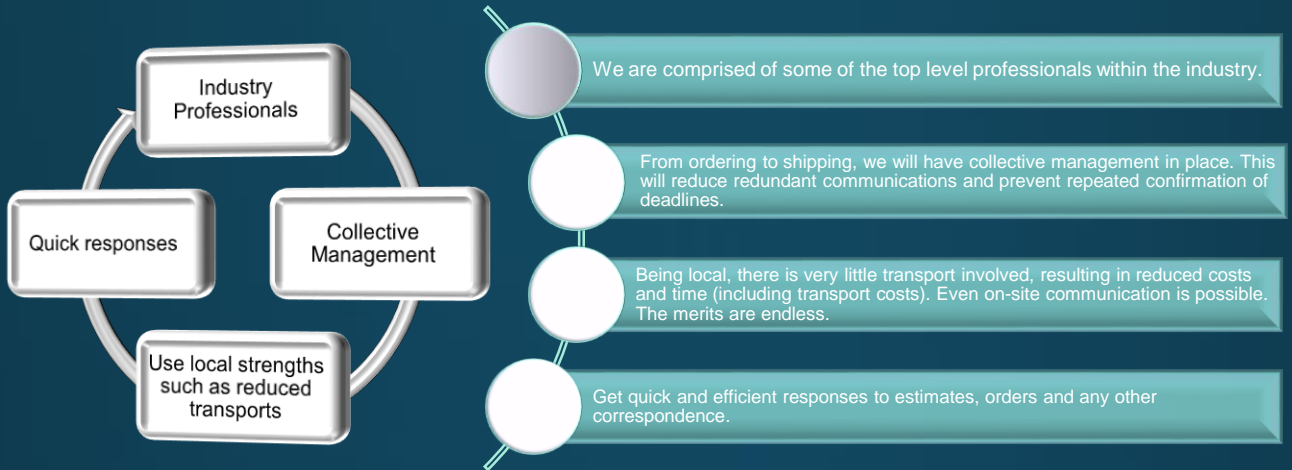 Industry
Professionals
Quick responses
Collective
Management
Use local strengths
such as reduced
transports
We are comprised of some of the top level professionals within the industry.
From ordering to shipping, we will have collective management in place. This
will reduce redundant communications and prevent repeated confirmation of
deadlines.
Being local, there is very little transport involved, resulting in reduced costs
and time (including transport costs). Even on-site communication is possible.
The merits are endless.
Get quick and efficient responses to estimates, orders and any other
correspondence.